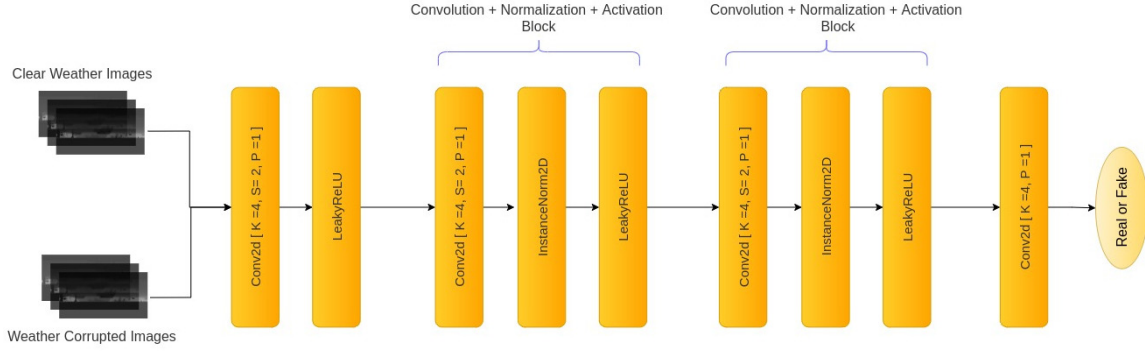 Convolution + Normalization + Activation
Block
Convolution + Normalization + Activation
Block
Clear Weather Images
Weather Corrupted Images
Conv2d [ K =4, S= 2, P =1 ]
LeakyReLU
Conv2d [ K =4, S= 2, P =1 ]
InstanceNorm2D
LeakyReLU
Conv2d [ K =4, S= 2, P =1 ]
InstanceNorm2D
LeakyReLU
Conv2d [ K =4, P =1 ]
Real or Fake